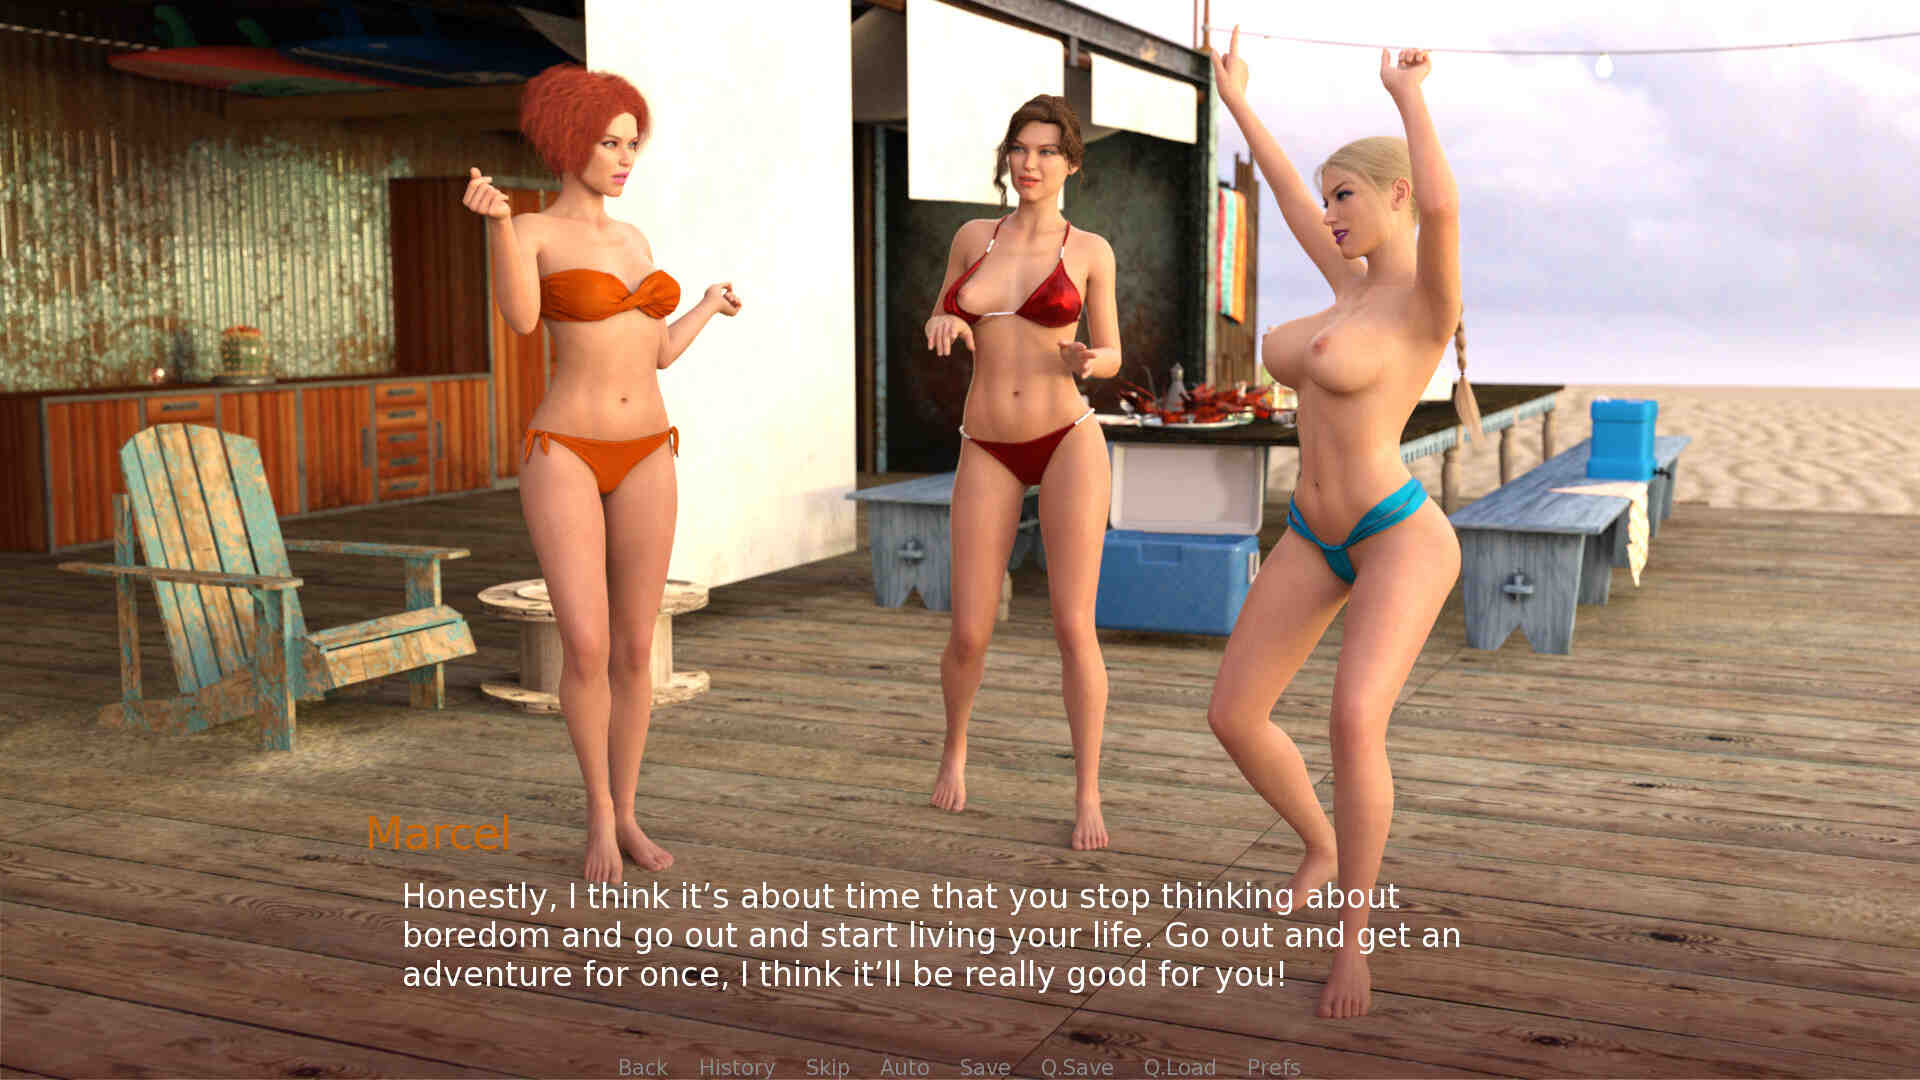 Marcel
Honestly, I think it’s about time that you stop thinking about
boredom and go out and start living your life. Go out and get an
adventure for once, I think it’ll be really good for you!
Back History Skip Auto Save Q.Save Q.Load Prefs